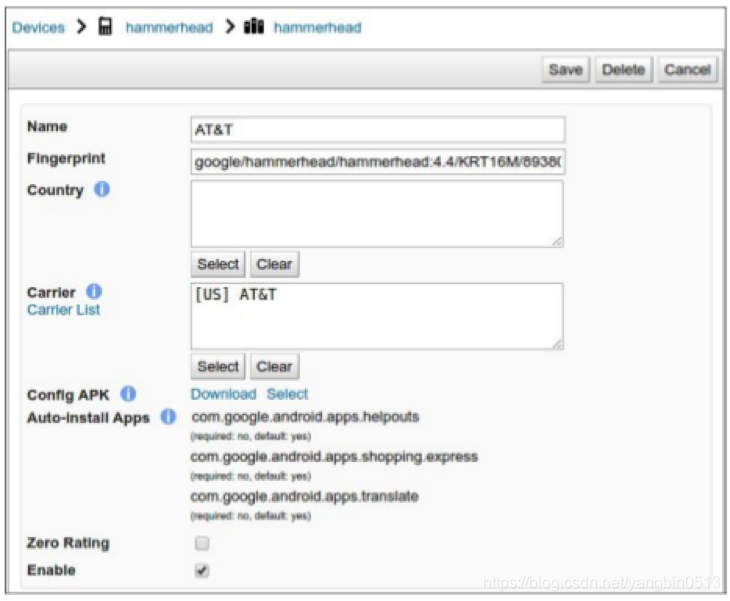 Devices > hammerhead > hammerhead
Save Delete Cancel
Name AT&T
Fingerprint google/hammerhead/hammerhead:4.4/KRT16M/8938
Country
Select Clear
Carrier [US] AT&T
Carrier List
Select Clear
Config APK Download Select
Auto-Install Apps com.google.android.apps.helpouts
(required: no, default: yes)
com.google.android.apps.shopping.express
(required: no, default: yes)
com.google.android.apps.translate
(required: no, default: yes)
Zero Rating
Enable
https://blog.csdn.net/yangbin0513